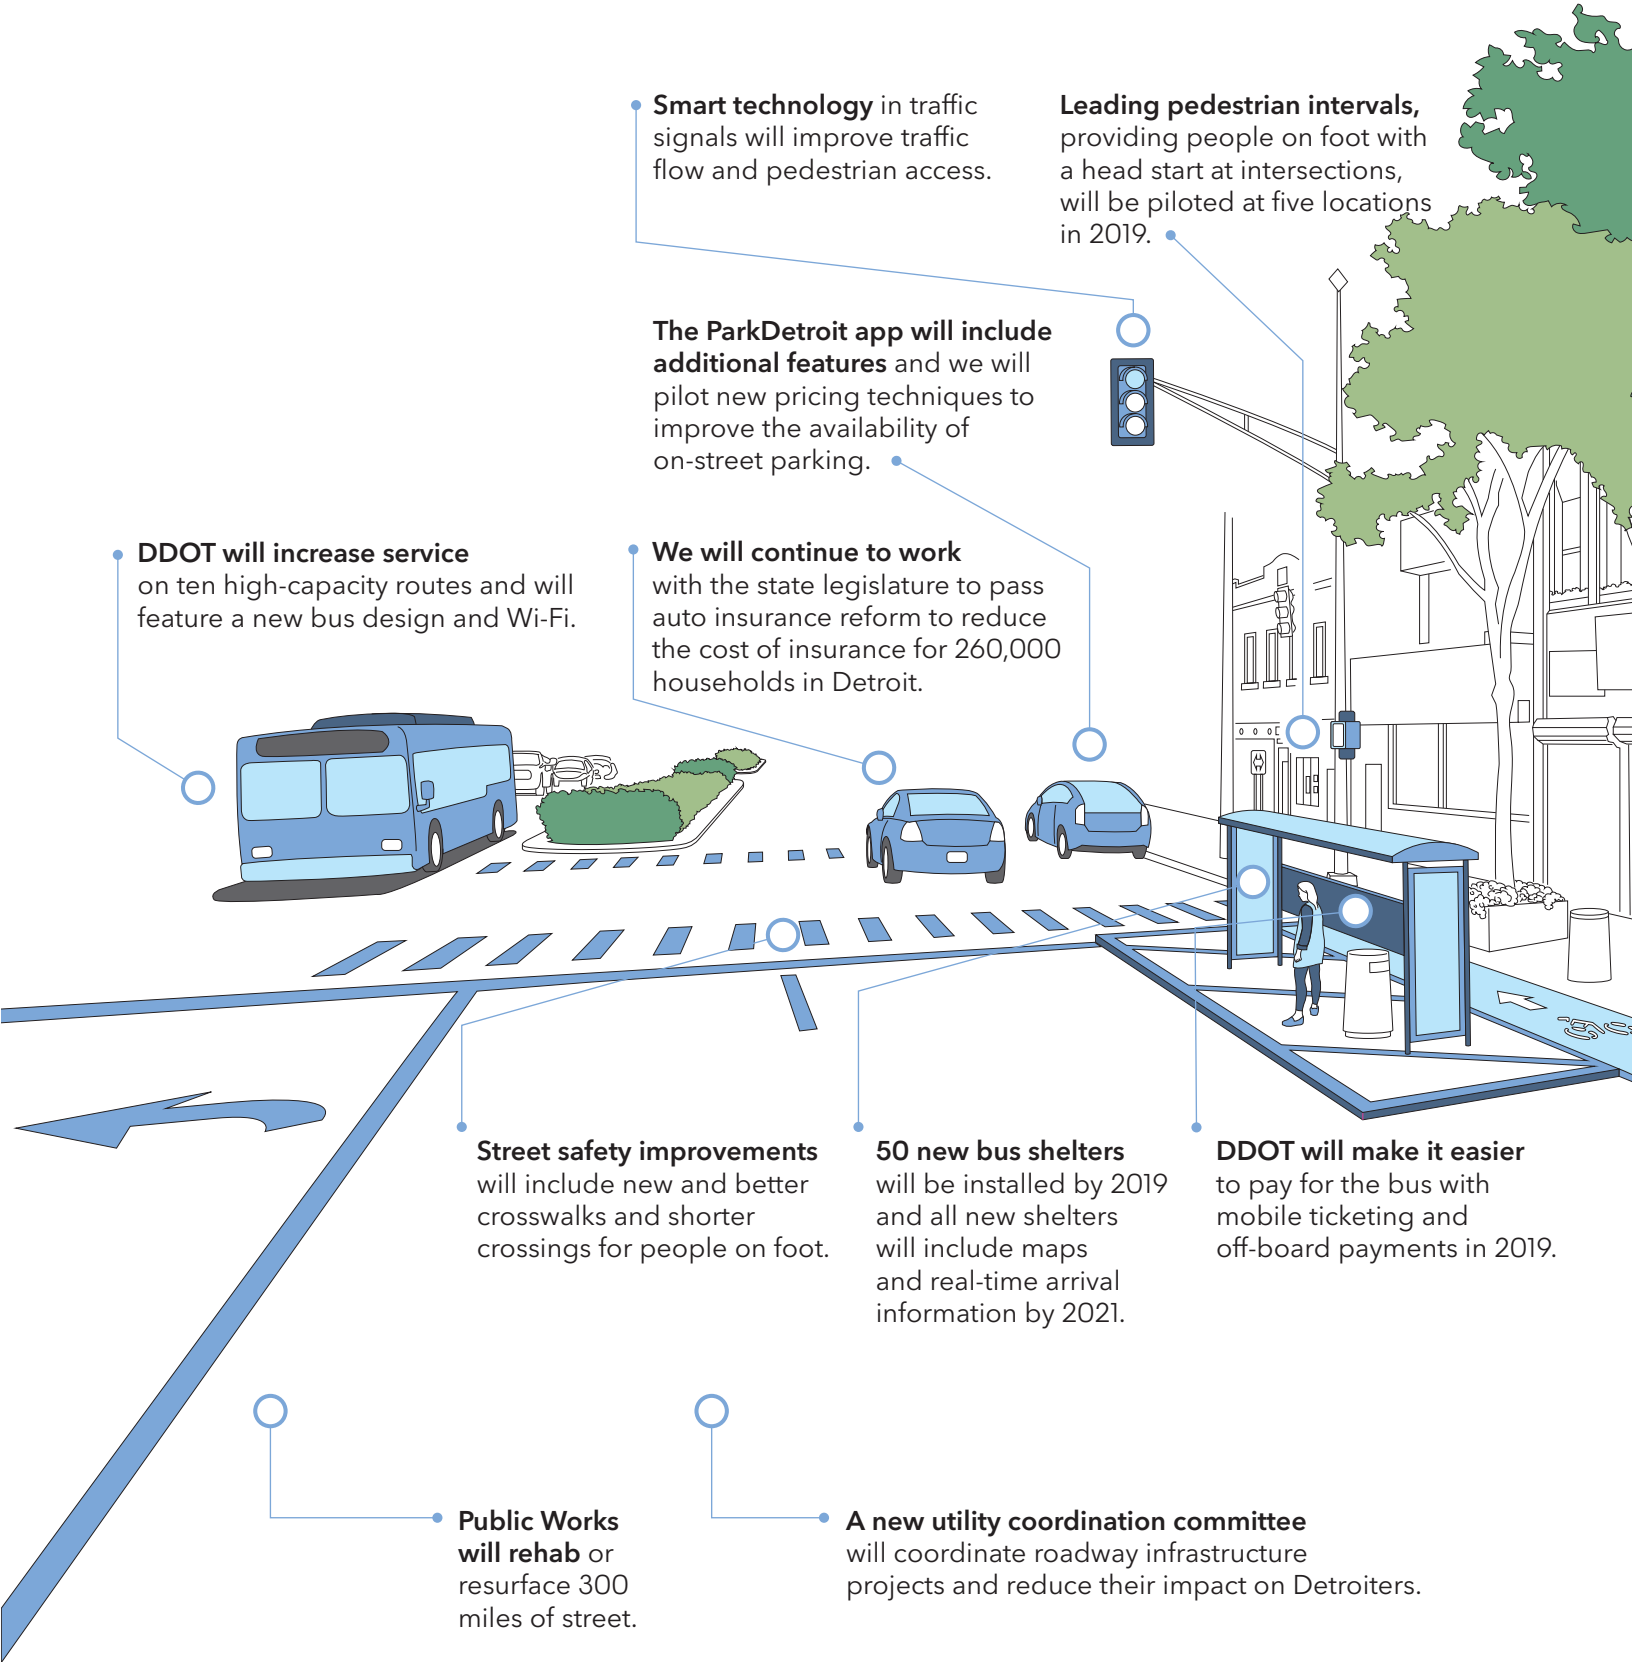 Smart technology in traffic
signals will improve traffic
flow and pedestrian access.
Leading pedestrian intervals,
providing people on foot with
a head start at intersections,
will be piloted at five locations
in 2019.
The ParkDetroit app will include
additional features and we will
pilot new pricing techniques to
improve the availability of
on-street parking.
DDOT will increase service
on ten high-capacity routes and will
feature a new bus design and Wi-Fi.
We will continue to work
with the state legislature to pass
auto insurance reform to reduce
the cost of insurance for 260,000
households in Detroit.
Street safety improvements
will include new and better
crosswalks and shorter
crossings for people on foot.
50 new bus shelters
will be installed by 2019
and all new shelters
will include maps
and real-time arrival
information by 2021.
DDOT will make it easier
to pay for the bus with
mobile ticketing and
off-board payments in 2019.
Public Works
will rehab or
resurface 300
miles of street.
A new utility coordination committee
will coordinate roadway infrastructure
projects and reduce their impact on Detroiters.